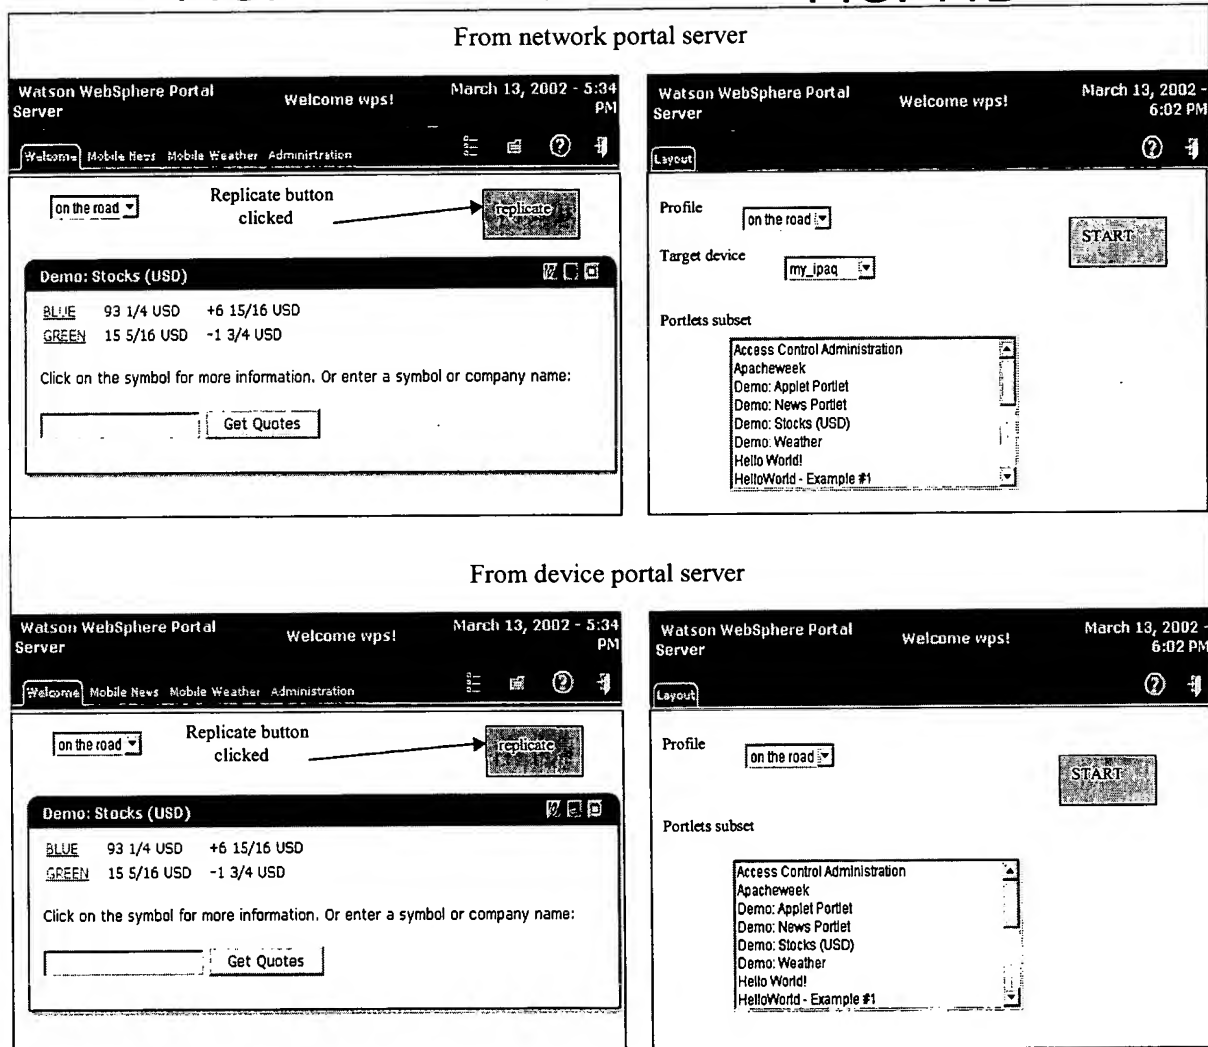 From network portal server
Watson WebSphere Portal Server
Welcome wps!
March 13, 2002 - 5:34 PM
Welcome Mobile News Mobile Weather Administration
on the road
Replicate button
clicked
replicate
Demo: Stocks (USD)
BLUE 93 1/4 USD +6 15/16 USD
GREEN 15 5/16 USD -1 3/4 USD
Click on the symbol for more information. Or enter a symbol or company name:
Get Quotes
Watson WebSphere Portal Server
Welcome wps!
March 13, 2002 - 6:02 PM
Layout
Profile
on the road
START
Target device
my_ipaq
Portlets subset
Access Control Administration
Apacheweek
Demo: Applet Portlet
Demo: News Portlet
Demo: Stocks (USD)
Demo: Weather
Hello World!
HelloWorld - Example #1
From device portal server
Watson WebSphere Portal Server
Welcome wps!
March 13, 2002 - 5:34 PM
Welcome Mobile News Mobile Weather Administration
on the road
Replicate button
clicked
replicate
Demo: Stocks (USD)
BLUE 93 1/4 USD +6 15/16 USD
GREEN 15 5/16 USD -1 3/4 USD
Click on the symbol for more information. Or enter a symbol or company name:
Get Quotes
Watson WebSphere Portal Server
Welcome wps!
March 13, 2002 - 6:02 PM
Layout
Profile
on the road
START
Portlets subset
Access Control Administration
Apacheweek
Demo: Applet Portlet
Demo: News Portlet
Demo: Stocks (USD)
Demo: Weather
Hello World!
HelloWorld - Example #1